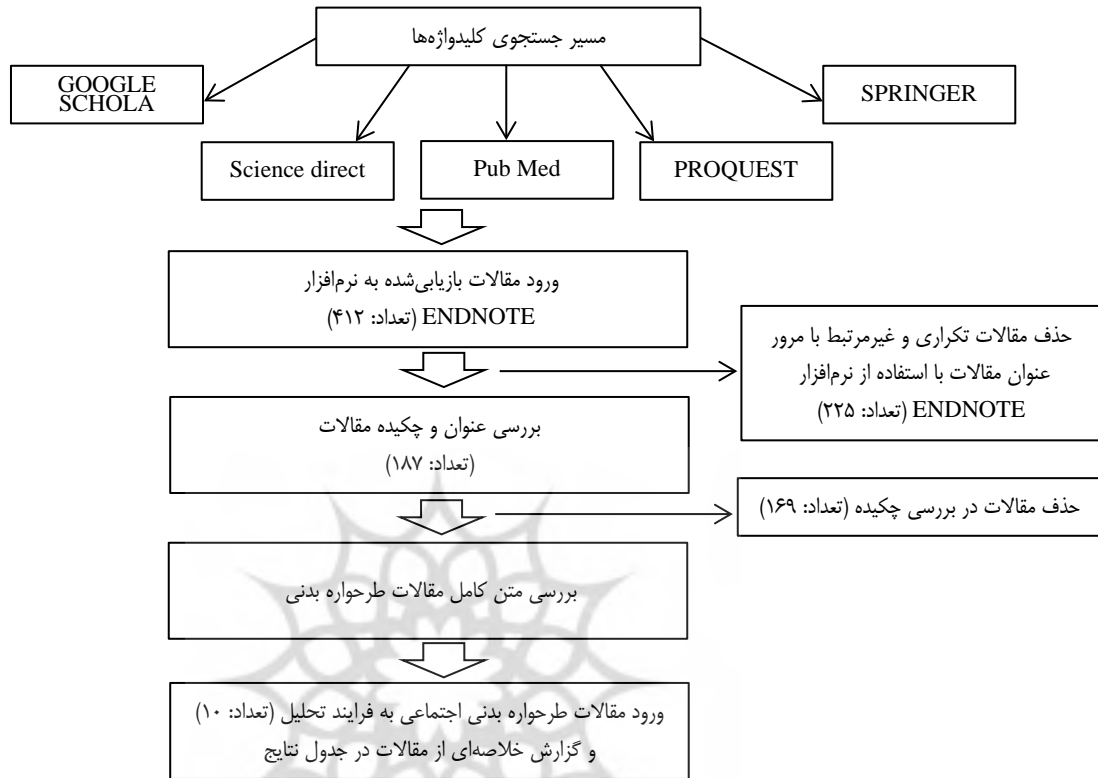 مسیر جستجوی کلیدواژه‌ها
GOOGLE
SCHOLA
SPRINGER
Science direct
Pub Med
PROQUEST
ورود مقالات بازیابی‌شده به نرم‌افزار
ENDNOTE (تعداد: ۴۱۲)
حذف مقالات تکراری و غیرمرتبط با مرور
عنوان مقالات با استفاده از نرم‌افزار
ENDNOTE (تعداد: ۲۲۵)
بررسی عنوان و چکیده مقالات
(تعداد: ۱۸۷)
حذف مقالات در بررسی چکیده (تعداد: ۱۶۹)
بررسی متن کامل مقالات طرحواره بدنی
ورود مقالات طرحواره بدنی اجتماعی به فرایند تحلیل (تعداد: ۱۰)
و گزارش خلاصه‌ای از مقالات در جدول نتایج